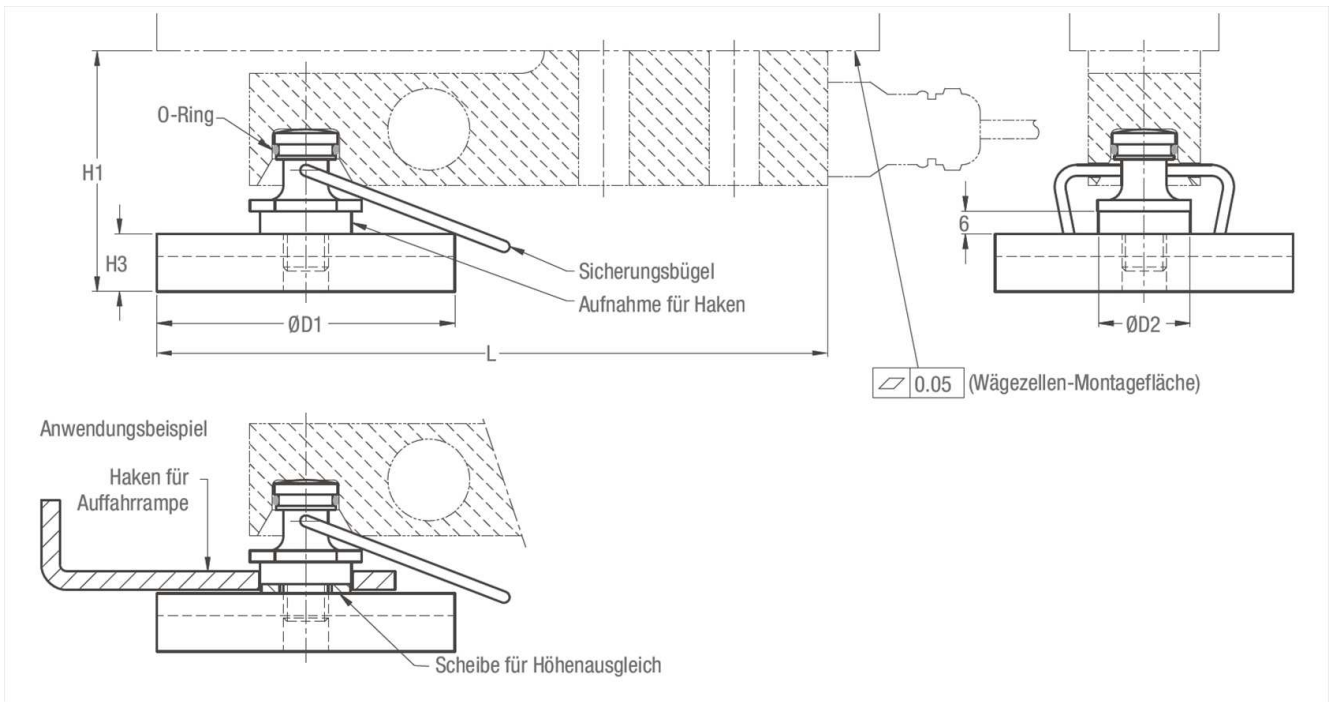 O-Ring
H1
H3
6
Sicherungsbügel
Aufnahme für Haken
ØD1
ØD2
L
0.05 (Wägezellen-Montagefläche)
Anwendungsbeispiel
Haken für
Auffahrrampe
Scheibe für Höhenausgleich